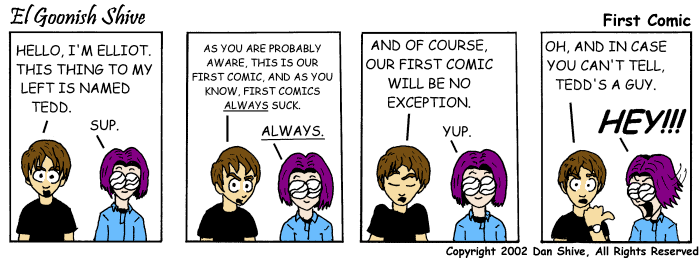 El Goonish Shive
First Comic
HELLO, I'M ELLIOT.
THIS THING TO MY
LEFT IS NAMED
TEDD.
SUP.
AS YOU ARE PROBABLY
AWARE, THIS IS OUR
FIRST COMIC, AND AS YOU
KNOW, FIRST COMICS
ALWAYS SUCK.
ALWAYS.
AND OF COURSE,
OUR FIRST COMIC
WILL BE NO
EXCEPTION.
YUP.
OH, AND IN CASE
YOU CAN'T TELL,
TEDD'S A GUY.
HEY!!!
Copyright 2002 Dan Shive, All Rights Reserved